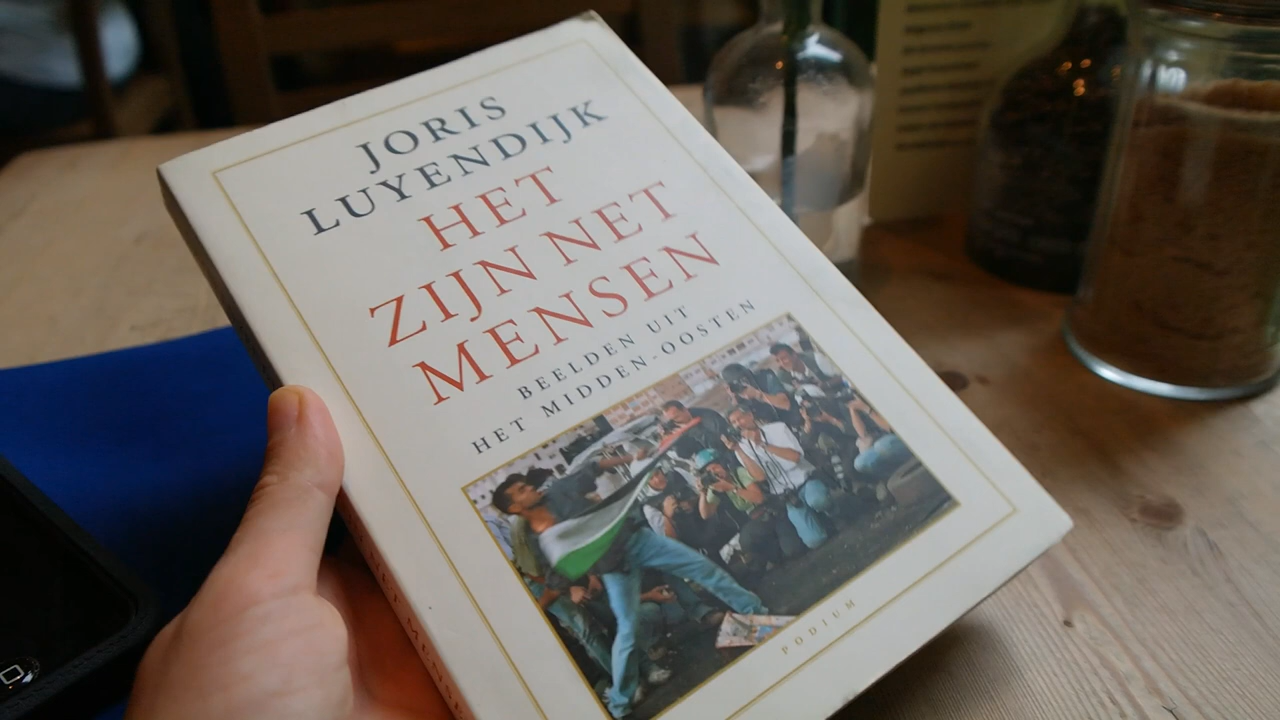 JORIS
LUYENDIJK
HET
ZIJN NET
MENSEN
BEELDEN UIT
HET MIDDEN-OOSTEN
PODIUM